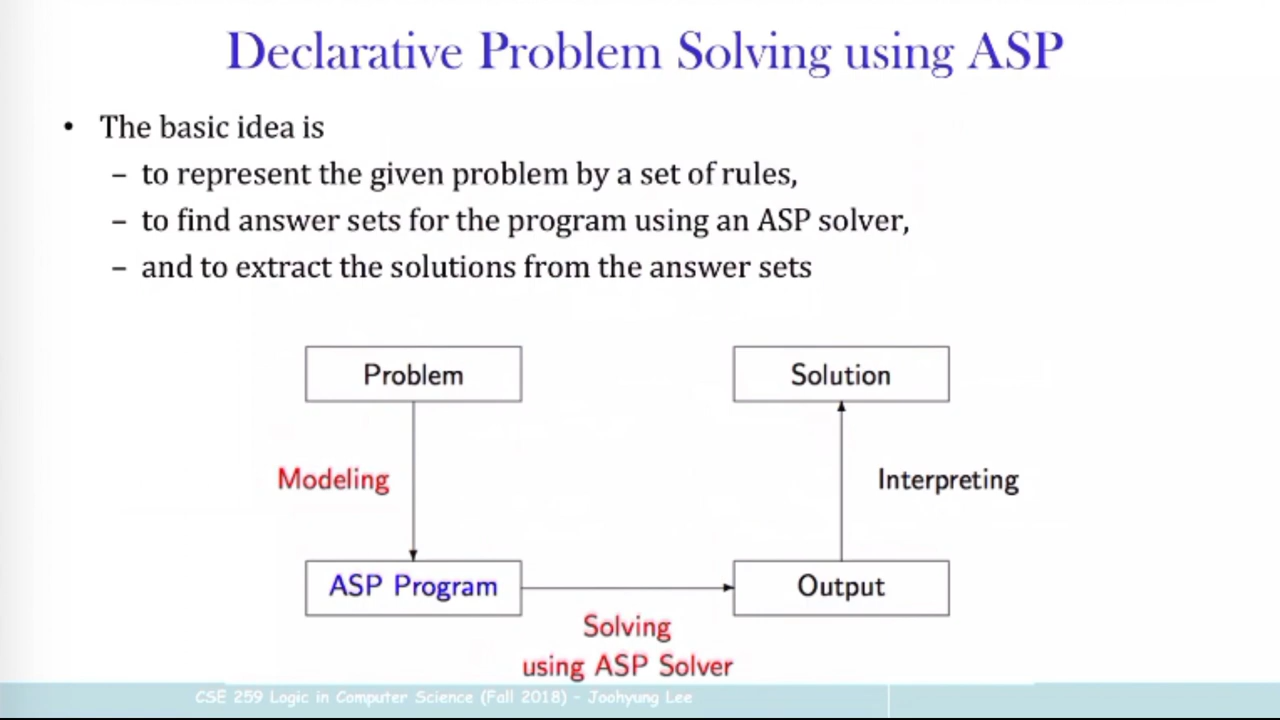 Declarative Problem Solving using ASP
• The basic idea is
– to represent the given problem by a set of rules,
– to find answer sets for the program using an ASP solver,
– and to extract the solutions from the answer sets
Problem
Solution
Modeling
Interpreting
ASP Program
Output
Solving
using ASP Solver
CSE 259 Logic in Computer Science (Fall 2018) - Joohyung Lee